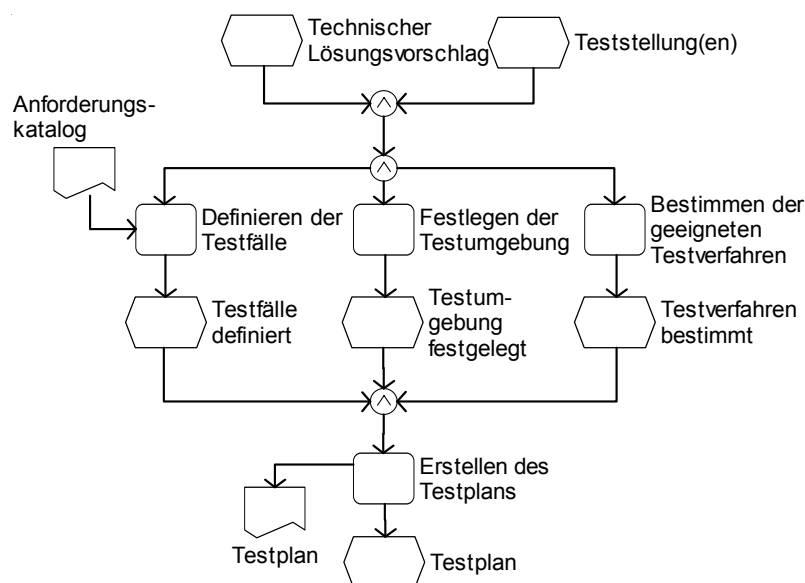 Technischer
Lösungsvorschlag
Teststellung(en)
Anforderungs-
katalog
Definieren der
Testfälle
Festlegen der
Testumgebung
Bestimmen der
geeigneten
Testverfahren
Testfälle
definiert
Testum-
gebung
festgelegt
Testverfahren
bestimmt
Erstellen des
Testplans
Testplan
Testplan